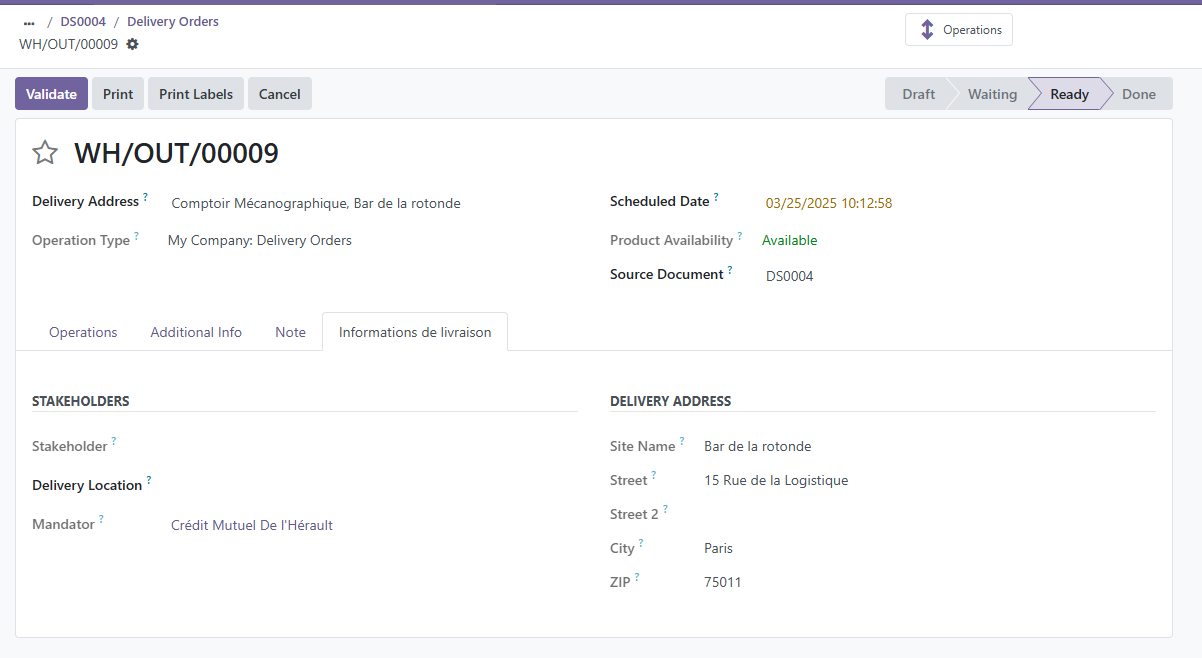 ... / DS0004 / Delivery Orders
WH/OUT/00009
Operations
Validate Print Print Labels Cancel
Draft Waiting Ready Done
WH/OUT/00009
Delivery Address ? Comptoir Mécanographique, Bar de la rotonde
Scheduled Date ? 03/25/2025 10:12:58
Operation Type ? My Company: Delivery Orders
Product Availability ? Available
Source Document ? DS0004
Operations Additional Info Note Informations de livraison
STAKEHOLDERS
Stakeholder ?
Delivery Location ?
Mandator ? Crédit Mutuel De l'Hérault
DELIVERY ADDRESS
Site Name ? Bar de la rotonde
Street ? 15 Rue de la Logistique
Street 2 ?
City ? Paris
ZIP ? 75011